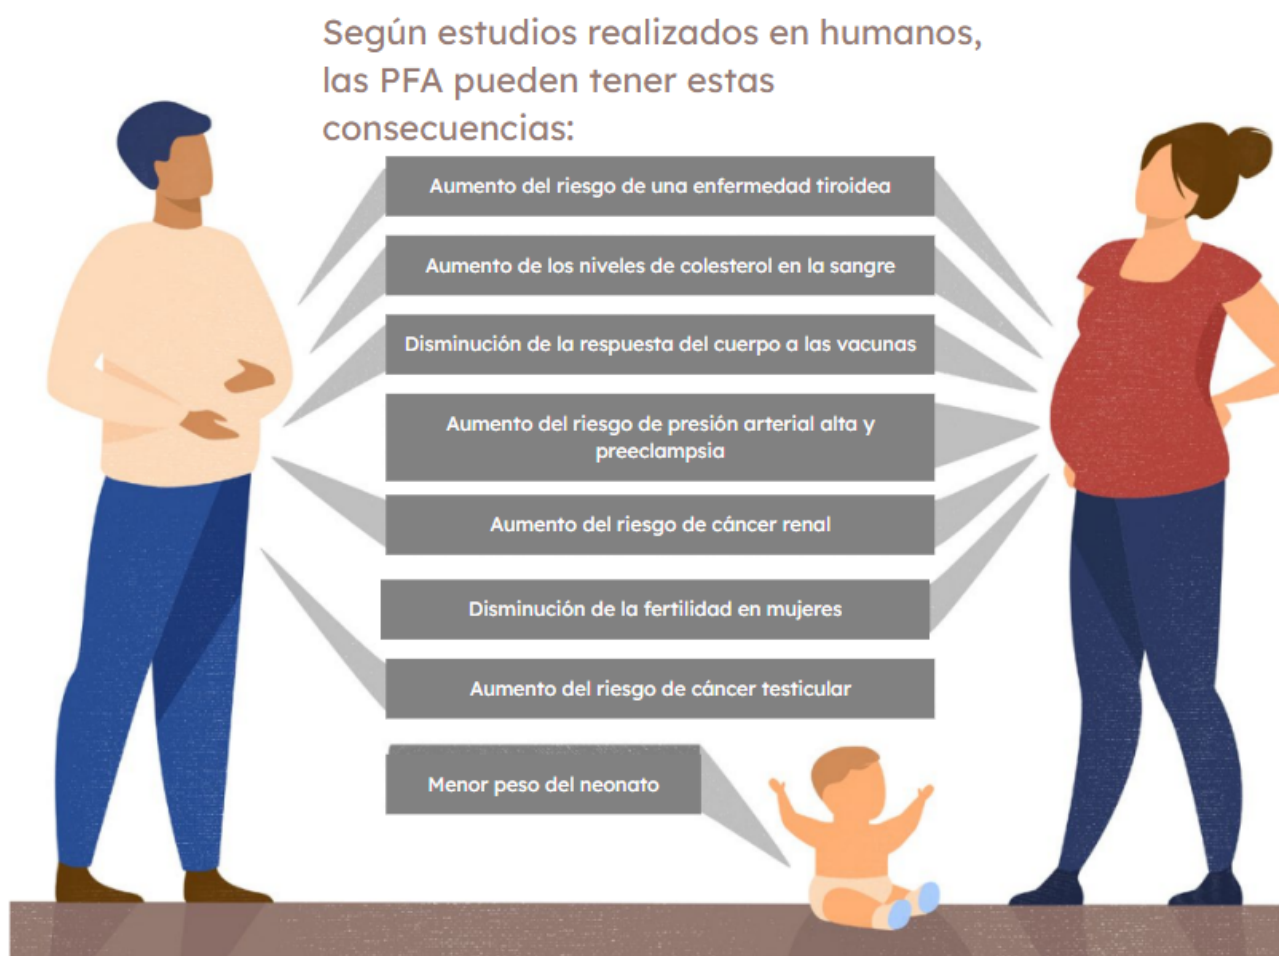 Según estudios realizados en humanos,
las PFA pueden tener estas
consecuencias:
Aumento del riesgo de una enfermedad tiroidea
Aumento de los niveles de colesterol en la sangre
Disminución de la respuesta del cuerpo a las vacunas
Aumento del riesgo de presión arterial alta y
preeclampsia
Aumento del riesgo de cáncer renal
Disminución de la fertilidad en mujeres
Aumento del riesgo de cáncer testicular
Menor peso del neonato